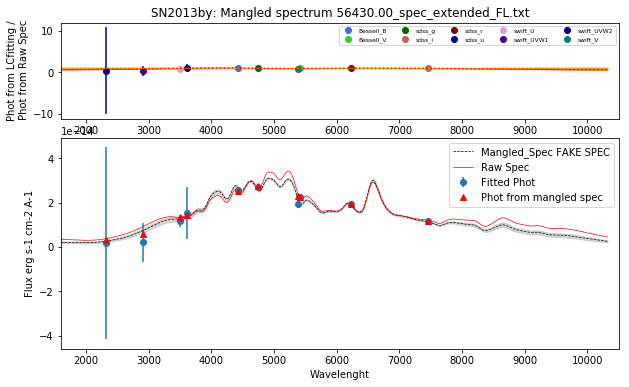 SN2013by: Mangled spectrum 56430.00_spec_extended_FL.txt
Phot from LCfitting /
Phot from Raw Spec
10
0
−10
Bessell_B
Bessell_V
sdss_g
sdss_i
sdss_r
sdss_u
swift_U
swift_UVW1
swift_UVW2
swift_V
2000 3000 4000 5000 6000 7000 8000 9000 10000
1e−14
Flux erg s-1 cm-2 A-1
4
2
0
−2
−4
Mangled_Spec FAKE SPEC
Raw Spec
Fitted Phot
Phot from mangled spec
2000 3000 4000 5000 6000 7000 8000 9000 10000
Wavelenght